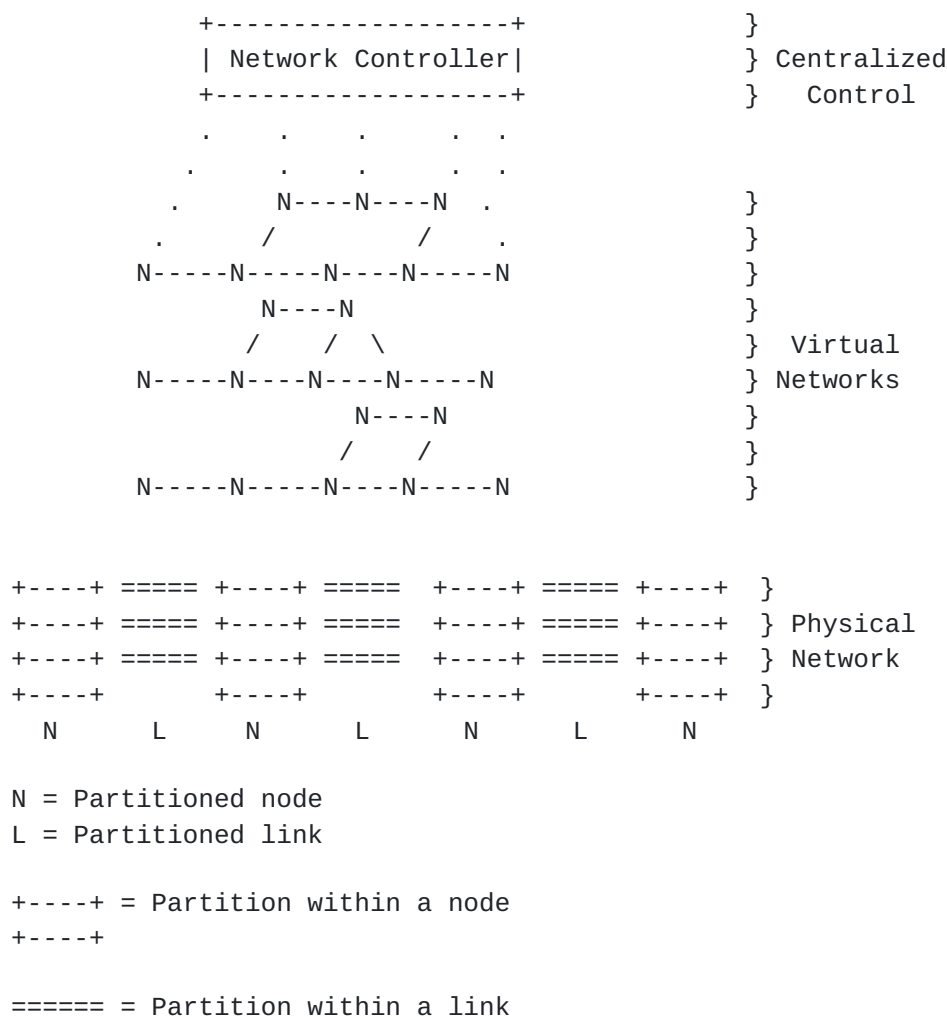 +-------------------+              }
            | Network Controller|              } Centralized
            +-------------------+              }   Control
            .    .    .     .  .
           .     .    .     .  .
          .      N----N----N  .                }
         .      /         /    .               }
        N-----N-----N----N-----N               }
                N----N                         }
               /    /  \                       }  Virtual
        N-----N----N----N-----N                } Networks
                      N----N                   }
                     /    /                    }
        N-----N-----N----N-----N               }

+----+ ===== +----+ =====  +----+ ===== +----+  }
+----+ ===== +----+ =====  +----+ ===== +----+  } Physical
+----+ ===== +----+ =====  +----+ ===== +----+  } Network
+----+       +----+        +----+       +----+  }
  N      L     N      L      N      L      N

N = Partitioned node
L = Partitioned link

+----+ = Partition within a node
+----+

====== = Partition within a link